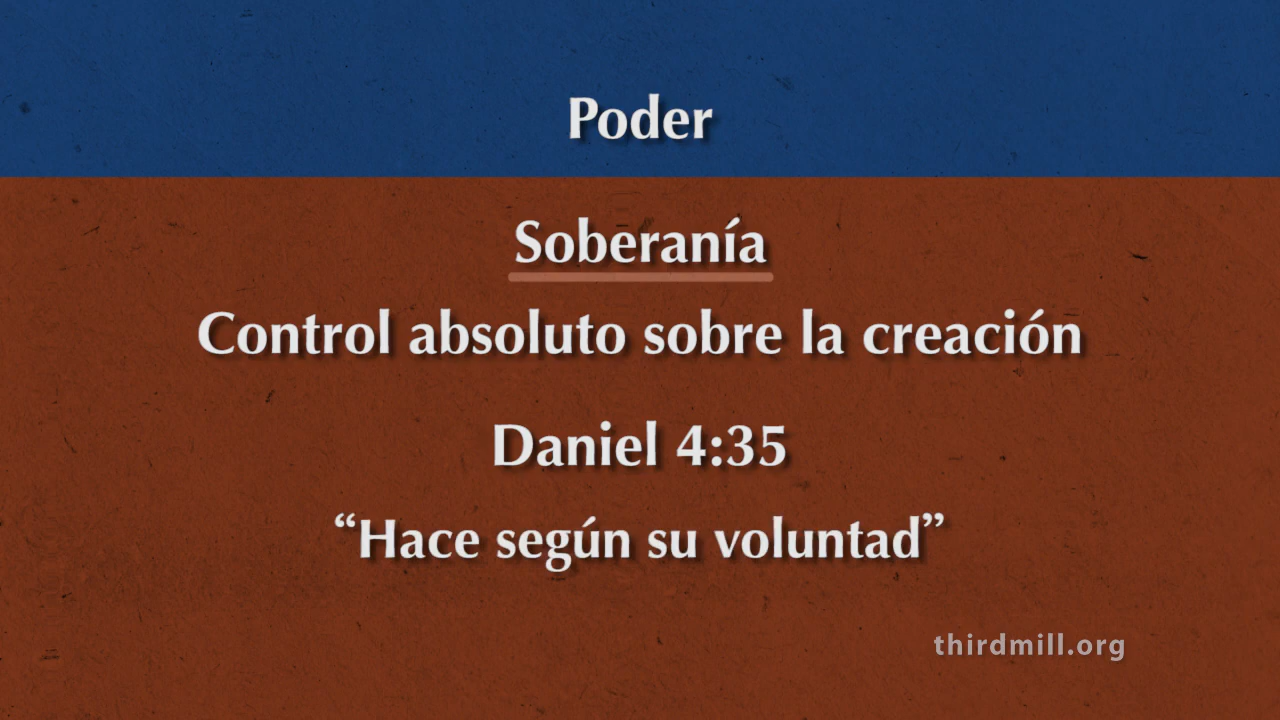 Poder
Soberanía
Control absoluto sobre la creación
Daniel 4:35
“Hace según su voluntad”
thirdmill.org